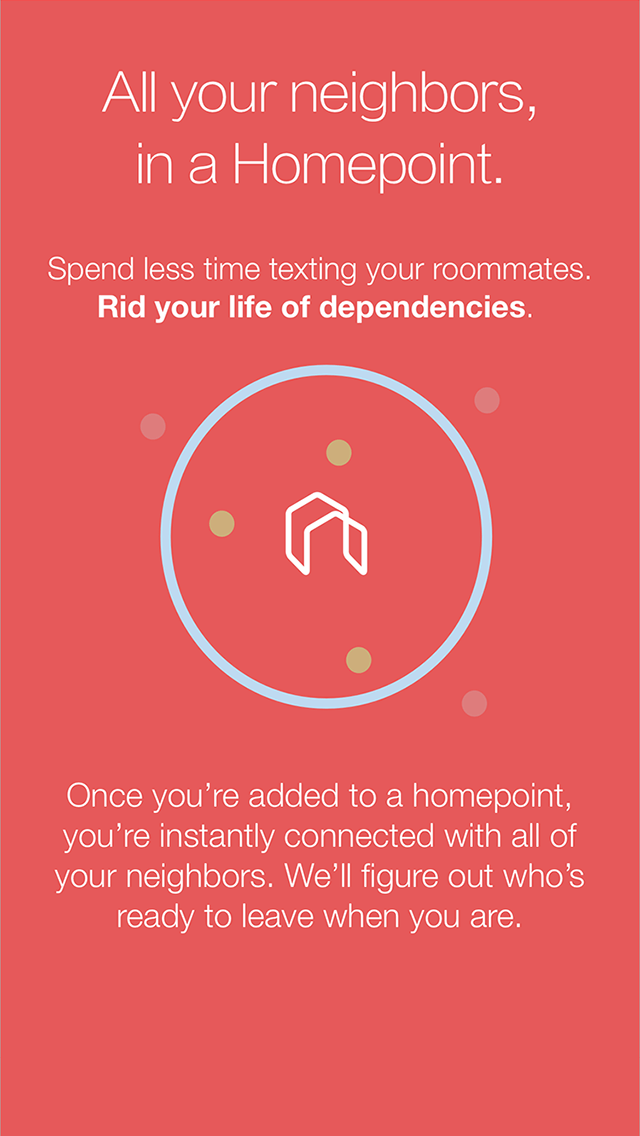 All your neighbors,
in a Homepoint.
Spend less time texting your roommates.
Rid your life of dependencies.
Once you’re added to a homepoint,
you’re instantly connected with all of
your neighbors. We’ll figure out who’s
ready to leave when you are.